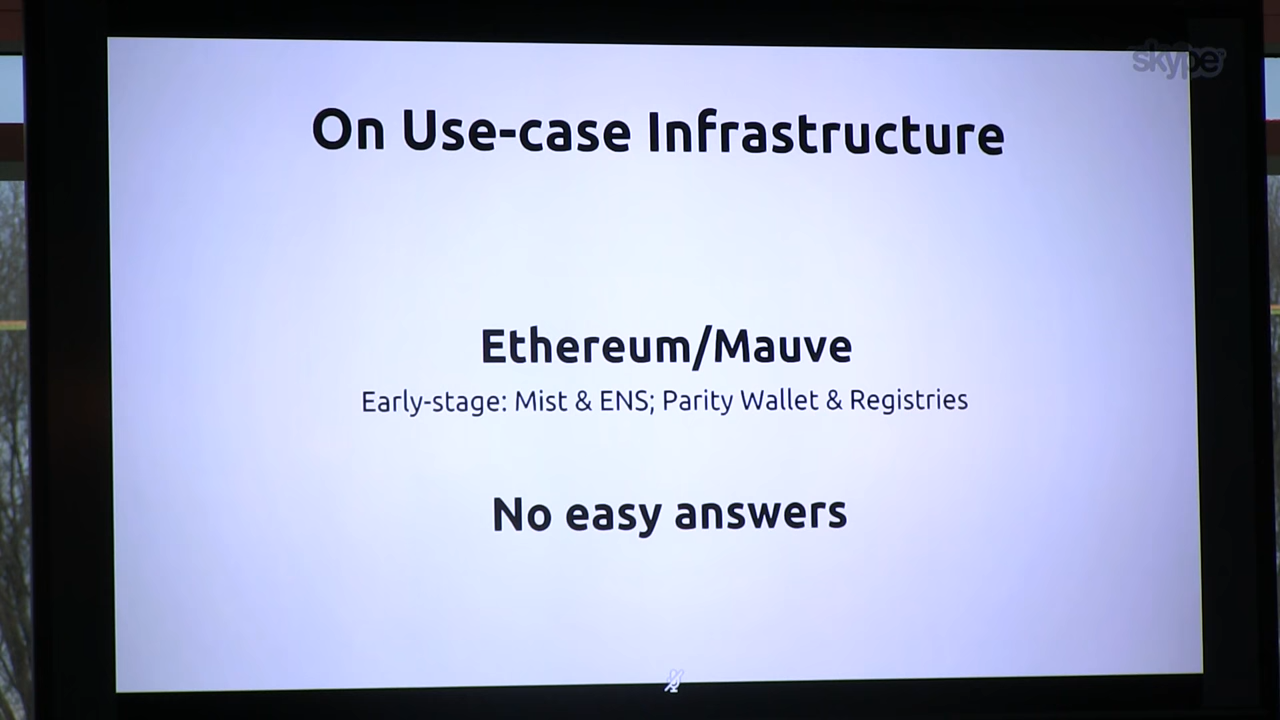 skype
On Use-case Infrastructure
Ethereum/Mauve
Early-stage: Mist & ENS; Parity Wallet & Registries
No easy answers